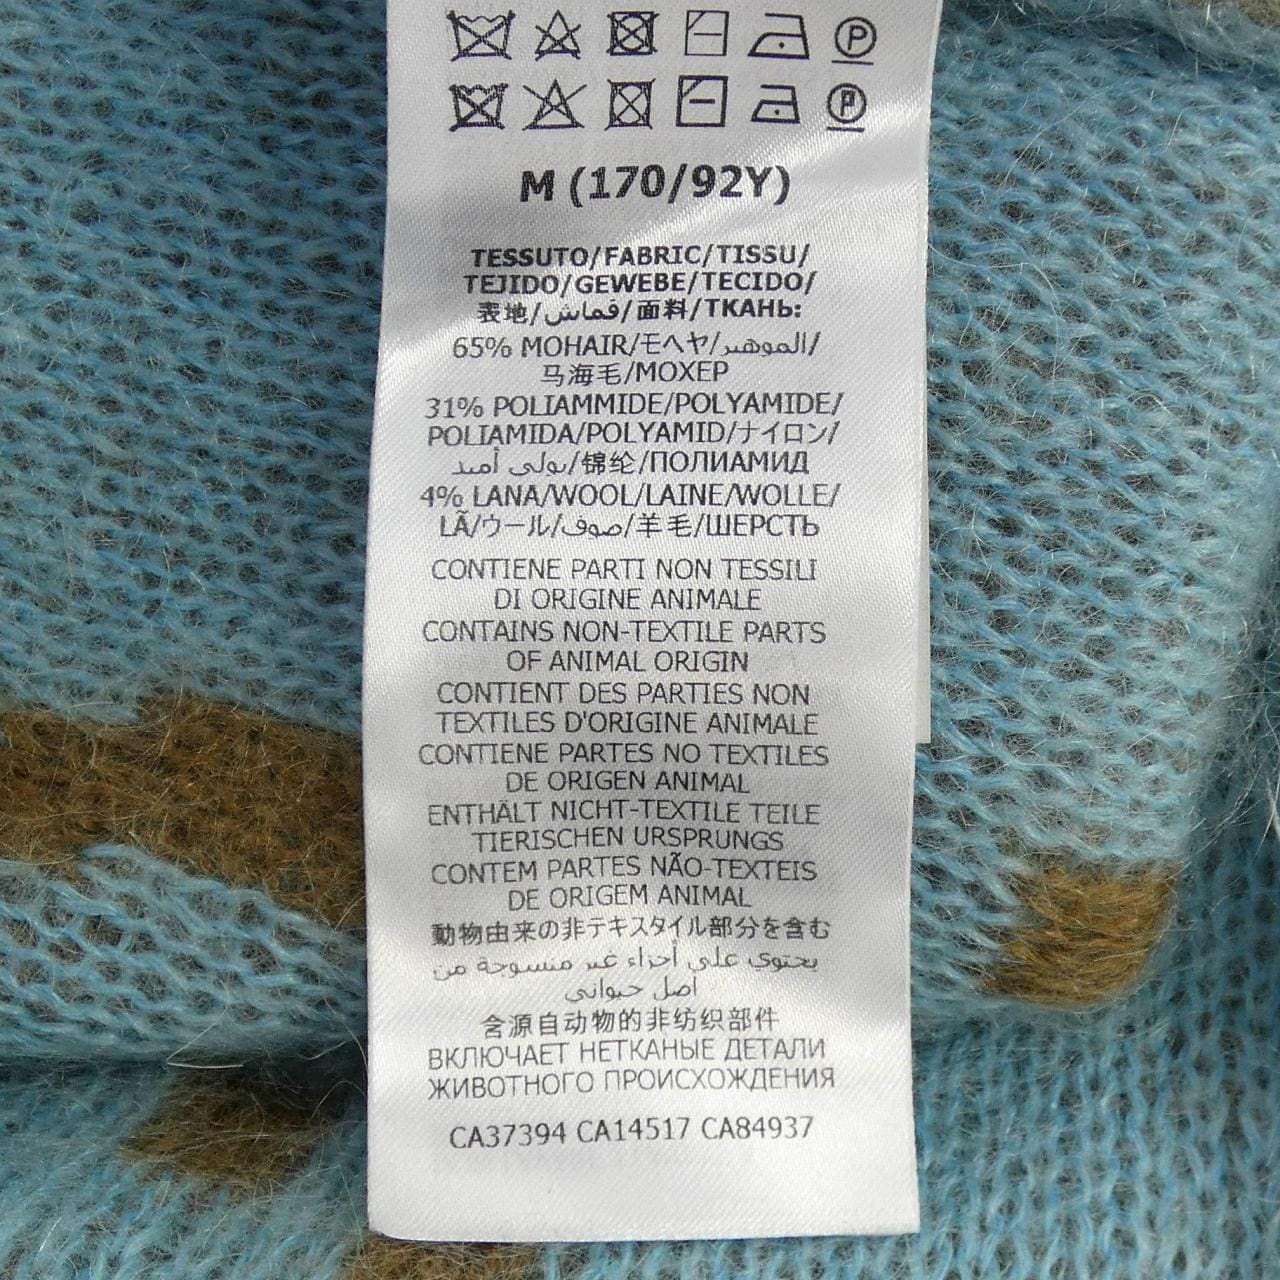 M (170/92Y)
TESSUTO/FABRIC/TISSU/
TEJIDO/GEWEBE/TECIDO/
表地/قماش/面料/ТКАНЬ:
65% MOHAIR/モヘヤ/الموهير/
马海毛/МОХЕР
31% POLIAMMIDE/POLYAMIDE/
POLIAMIDA/POLYAMID/ナイロン/
بولي أميد/锦纶/ПОЛИАМИД
4% LANA/WOOL/LAINE/WOLLE/
LÃ/ウール/صوف/羊毛/ШЕРСТЬ
CONTIENE PARTI NON TESSILI
DI ORIGINE ANIMALE
CONTAINS NON-TEXTILE PARTS
OF ANIMAL ORIGIN
CONTIENT DES PARTIES NON
TEXTILES D'ORIGINE ANIMALE
CONTIENE PARTES NO TEXTILES
DE ORIGEN ANIMAL
ENTHÄLT NICHT-TEXTILE TEILE
TIERISCHEN URSPRUNGS
CONTEM PARTES NÃO-TEXTEIS
DE ORIGEM ANIMAL
動物由来の非テキスタイル部分を含む
يحتوي على أجزاء غير منسوجة من
أصل حيواني
含源自动物的非纺织部件
ВКЛЮЧАЕТ НЕТКАНЫЕ ДЕТАЛИ
ЖИВОТНОГО ПРОИСХОЖДЕНИЯ
CA37394 CA14517 CA84937